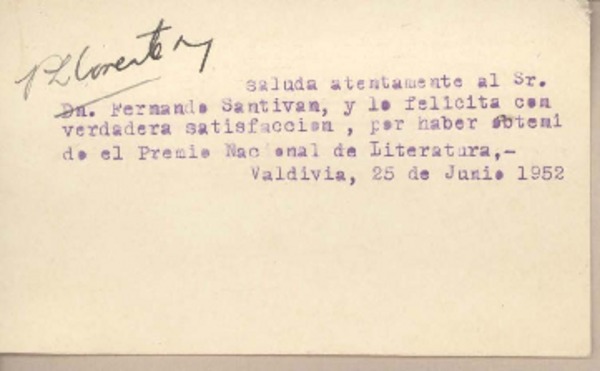 saluda atentamente al Sr.
Dn. Fernando Santivan, y lo felicita con
verdadera satisfaccion , por haber obteni
do el Premio Nacional de Literatura,—
Valdivia, 25 de Junio 1952